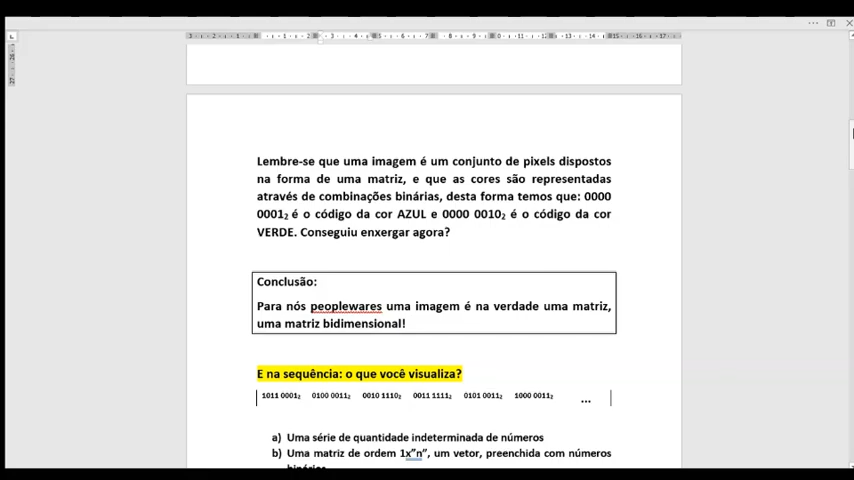 Lembre-se que uma imagem é um conjunto de pixels dispostos
na forma de uma matriz, e que as cores são representadas
através de combinações binárias, desta forma temos que: 0000
0001₂ é o código da cor AZUL e 0000 0010₂ é o código da cor
VERDE. Conseguiu enxergar agora?
Conclusão:
Para nós peoplewares uma imagem é na verdade uma matriz,
uma matriz bidimensional!
E na sequência: o que você visualiza?
1011 0001₂ 0100 0011₂ 0010 1110₂ 0011 1111₂ 0101 0011₂ 1000 0011₂ ...
a) Uma série de quantidade indeterminada de números
b) Uma matriz de ordem 1x"n", um vetor, preenchida com números
binários